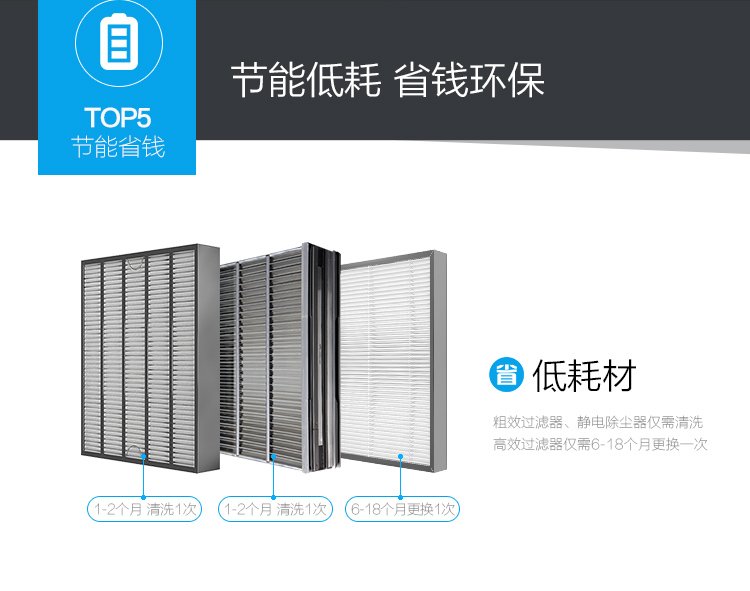 节能低耗 省钱环保
TOP5
节能省钱
省 低耗材
粗效过滤器、静电除尘器仅需清洗
高效过滤器仅需6-18个月更换一次
1-2个月 清洗1次
1-2个月 清洗1次
6-18个月更换1次